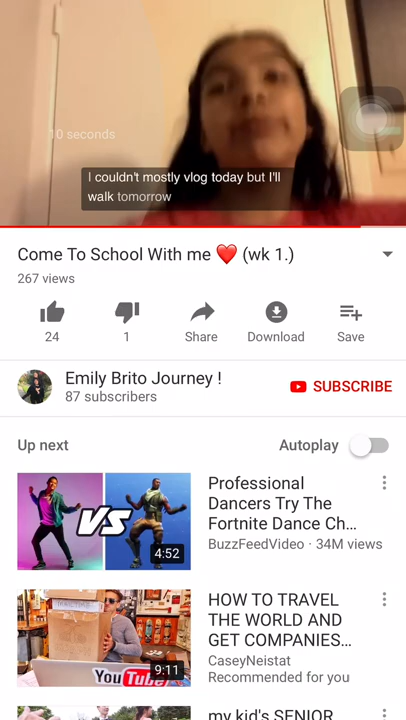 10 seconds
I couldn't mostly vlog today but I'll
walk tomorrow
Come To School With me ❤️ (wk 1.)
267 views
24
1
Share
Download
Save
Emily Brito Journey !
87 subscribers
SUBSCRIBE
Up next
Autoplay
VS
4:52
Professional
Dancers Try The
Fortnite Dance Ch...
BuzzFeedVideo · 34M views
YouTube
9:11
HOW TO TRAVEL
THE WORLD AND
GET COMPANIES...
CaseyNeistat
Recommended for you
my kid's SENIOR